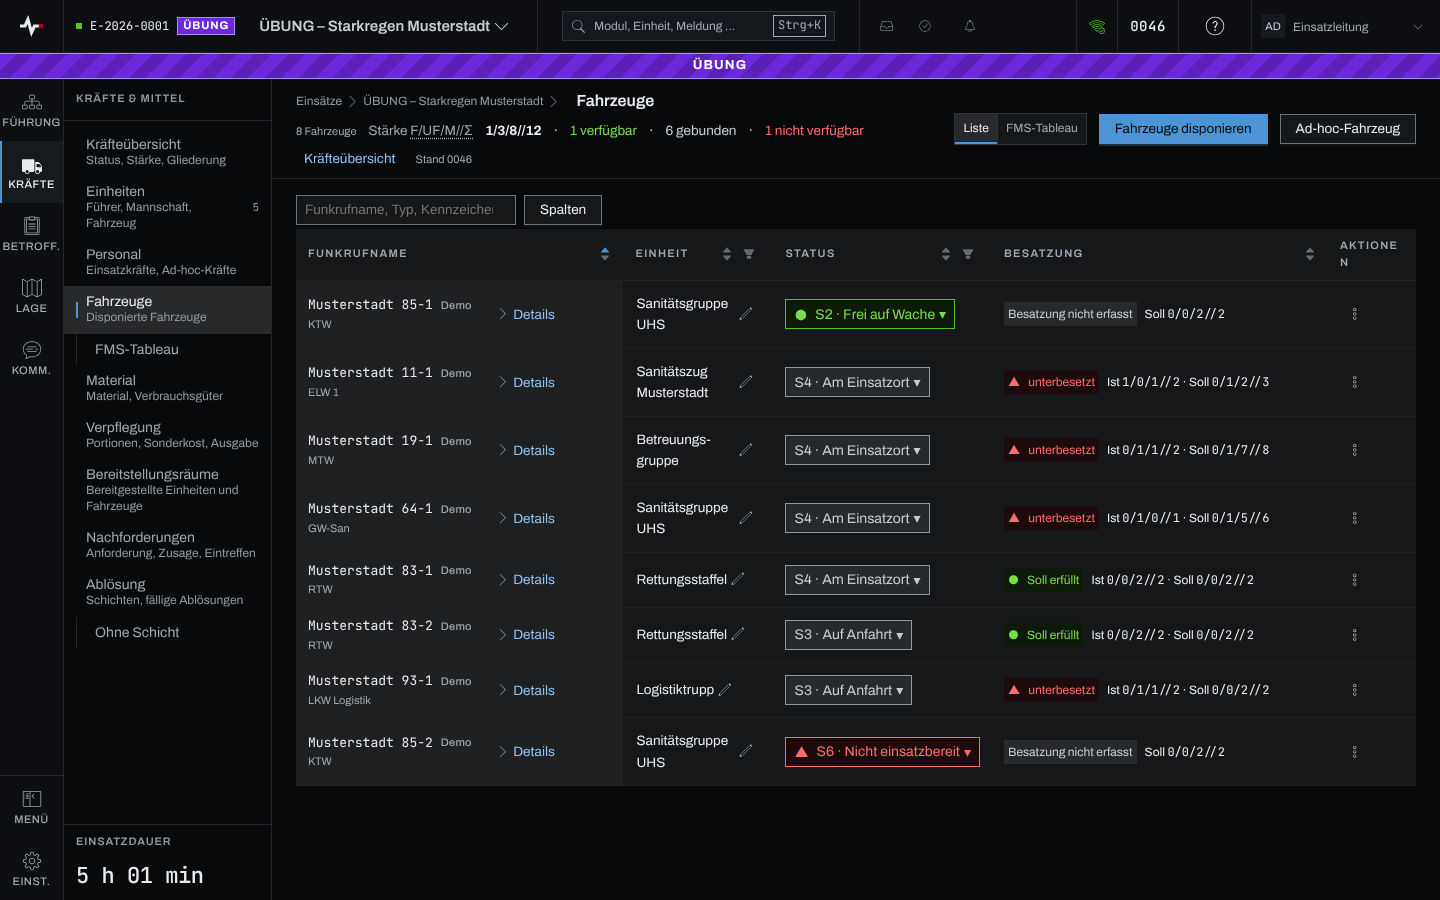 E-2026-0001 ÜBUNG ÜBUNG – Starkregen Musterstadt Modul, Einheit, Meldung ... Strg+K 0046 ? AD Einsatzleitung
ÜBUNG
FÜHRUNG
KRÄFTE
BETROFF.
LAGE
KOMM.
MENÜ
EINST.
KRÄFTE & MITTEL
Kräfteübersicht
Status, Stärke, Gliederung
Einheiten
Führer, Mannschaft, 5
Fahrzeug
Personal
Einsatzkräfte, Ad-hoc-Kräfte
Fahrzeuge
Disponierte Fahrzeuge
FMS-Tableau
Material
Material, Verbrauchsgüter
Verpflegung
Portionen, Sonderkost, Ausgabe
Bereitstellungsräume
Bereitgestellte Einheiten und
Fahrzeuge
Nachforderungen
Anforderung, Zusage, Eintreffen
Ablösung
Schichten, fällige Ablösungen
Ohne Schicht
EINSATZDAUER
5 h 01 min
Einsätze ÜBUNG – Starkregen Musterstadt Fahrzeuge
8 Fahrzeuge Stärke F/UF/M//Σ 1/3/8//12 · 1 verfügbar · 6 gebunden · 1 nicht verfügbar
Kräfteübersicht Stand 0046
Liste FMS-Tableau Fahrzeuge disponieren Ad-hoc-Fahrzeug
Funkrufname, Typ, Kennzeicher Spalten
FUNKRUFNAME EINHEIT STATUS BESATZUNG AKTIONE
N
Musterstadt 85-1 Demo
KTW
Details
Sanitätsgruppe
UHS
S2 · Frei auf Wache ▾
Besatzung nicht erfasst Soll 0/0/2//2
Musterstadt 11-1 Demo
ELW 1
Details
Sanitätszug
Musterstadt
S4 · Am Einsatzort ▾
unterbesetzt Ist 1/0/1//2 · Soll 0/1/2//3
Musterstadt 19-1 Demo
MTW
Details
Betreuungs-
gruppe
S4 · Am Einsatzort ▾
unterbesetzt Ist 0/1/1//2 · Soll 0/1/7//8
Musterstadt 64-1 Demo
GW-San
Details
Sanitätsgruppe
UHS
S4 · Am Einsatzort ▾
unterbesetzt Ist 0/1/0//1 · Soll 0/1/5//6
Musterstadt 83-1 Demo
RTW
Details
Rettungsstaffel
S4 · Am Einsatzort ▾
Soll erfüllt Ist 0/0/2//2 · Soll 0/0/2//2
Musterstadt 83-2 Demo
RTW
Details
Rettungsstaffel
S3 · Auf Anfahrt ▾
Soll erfüllt Ist 0/0/2//2 · Soll 0/0/2//2
Musterstadt 93-1 Demo
LKW Logistik
Details
Logistiktrupp
S3 · Auf Anfahrt ▾
unterbesetzt Ist 0/1/1//2 · Soll 0/0/2//2
Musterstadt 85-2 Demo
KTW
Details
Sanitätsgruppe
UHS
S6 · Nicht einsatzbereit ▾
Besatzung nicht erfasst Soll 0/0/2//2